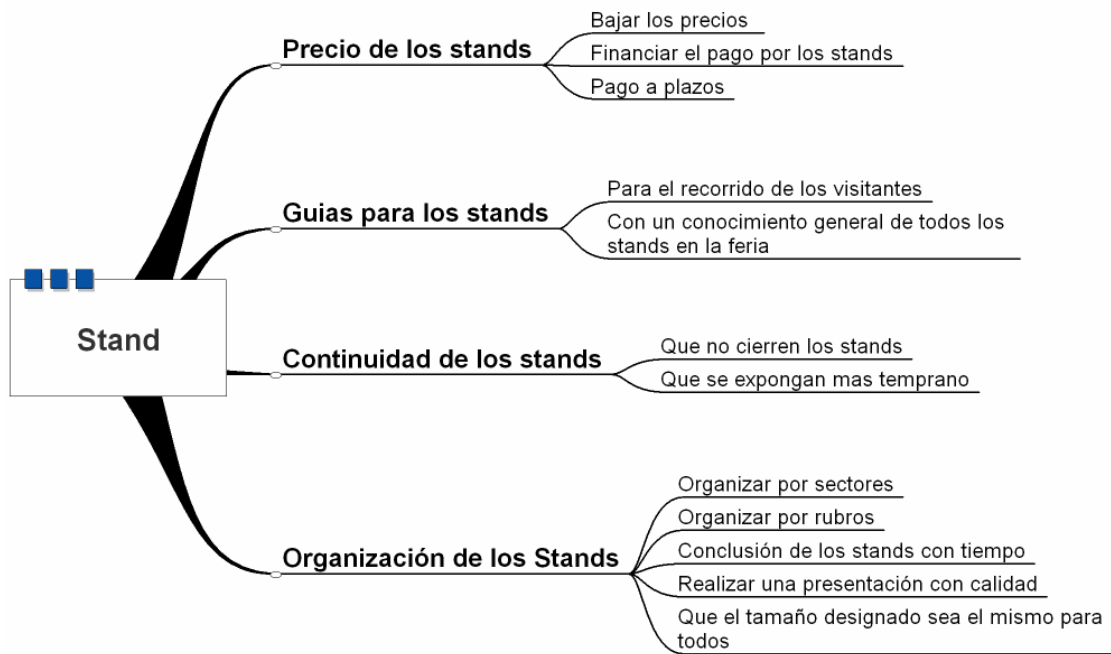 Stand
Precio de los stands
Bajar los precios
Financiar el pago por los stands
Pago a plazos
Guias para los stands
Para el recorrido de los visitantes
Con un conocimiento general de todos los
stands en la feria
Continuidad de los stands
Que no cierren los stands
Que se expongan mas temprano
Organización de los Stands
Organizar por sectores
Organizar por rubros
Conclusión de los stands con tiempo
Realizar una presentación con calidad
Que el tamaño designado sea el mismo para
todos